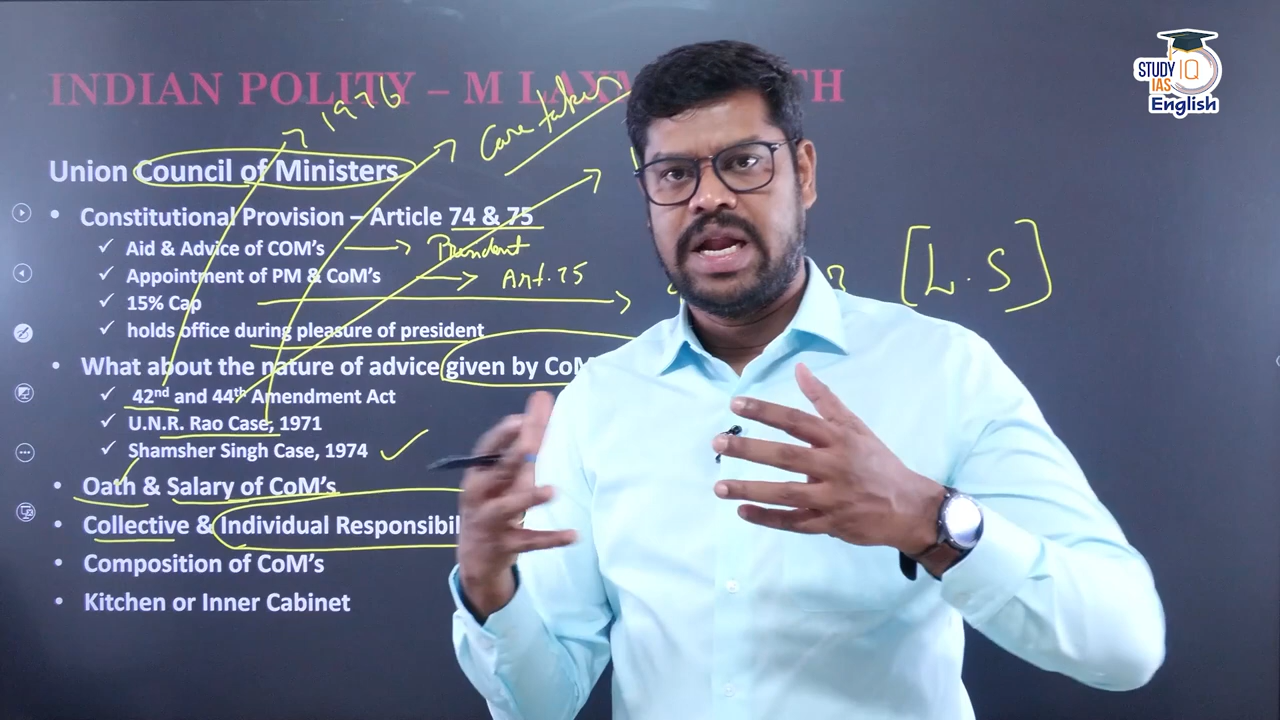 INDIAN POLITY – M LAXM TH
STUDY IQ
IAS
English
1976
Care taker
Union Council of Ministers
• Constitutional Provision – Article 74 & 75
✓ Aid & Advice of COM's → President
✓ Appointment of PM & CoM's → Art. 75
✓ 15% Cap
[L.S]
✓ holds office during pleasure of president
• What about the nature of advice given by CoM
✓ 42nd and 44th Amendment Act
✓ U.N.R. Rao Case, 1971
✓ Shamsher Singh Case, 1974 ✓
• Oath & Salary of CoM's
• Collective & Individual Responsibil
• Composition of CoM's
• Kitchen or Inner Cabinet